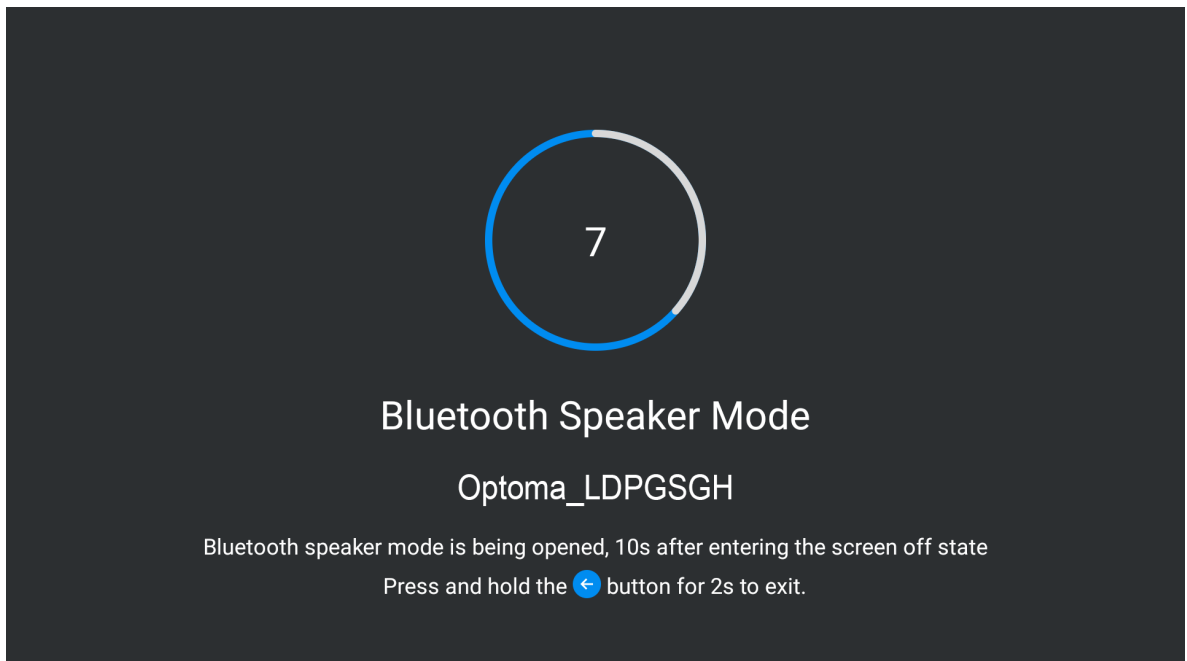 7
Bluetooth Speaker Mode
Optoma_LDPGSGH
Bluetooth speaker mode is being opened, 10s after entering the screen off state
Press and hold the button for 2s to exit.